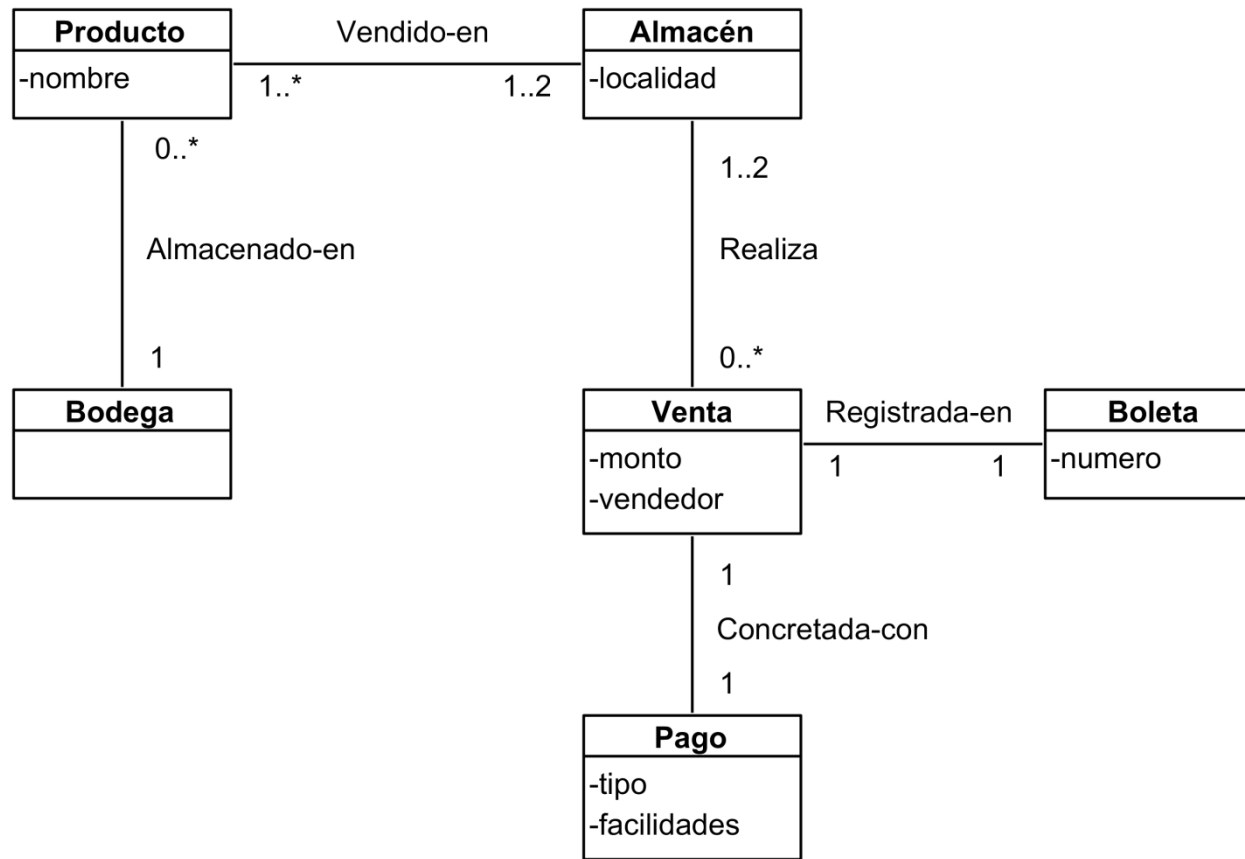 Producto
-nombre
Vendido-en
1..*
1..2
Almacén
-localidad
0..*
Almacenado-en
1
1..2
Realiza
0..*
Bodega
Venta
-monto
-vendedor
Registrada-en
1
1
Boleta
-numero
1
Concretada-con
1
Pago
-tipo
-facilidades